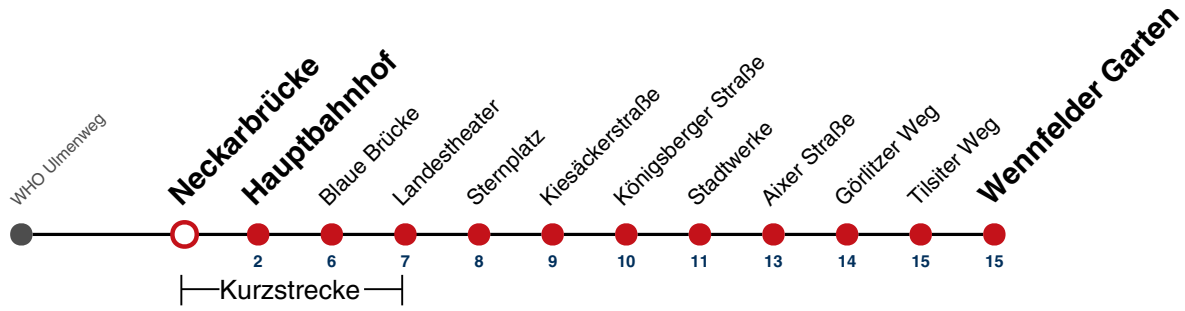 WHO Ulmenweg
Neckarbrücke
Hauptbahnhof
Blaue Brücke
Landestheater
Sternplatz
Kiesäckerstraße
Königsberger Straße
Stadtwerke
Aixer Straße
Görlitzer Weg
Tilsiter Weg
Wennfelder Garten
2 6 7 8 9 10 11 13 14 15 15
Kurzstrecke